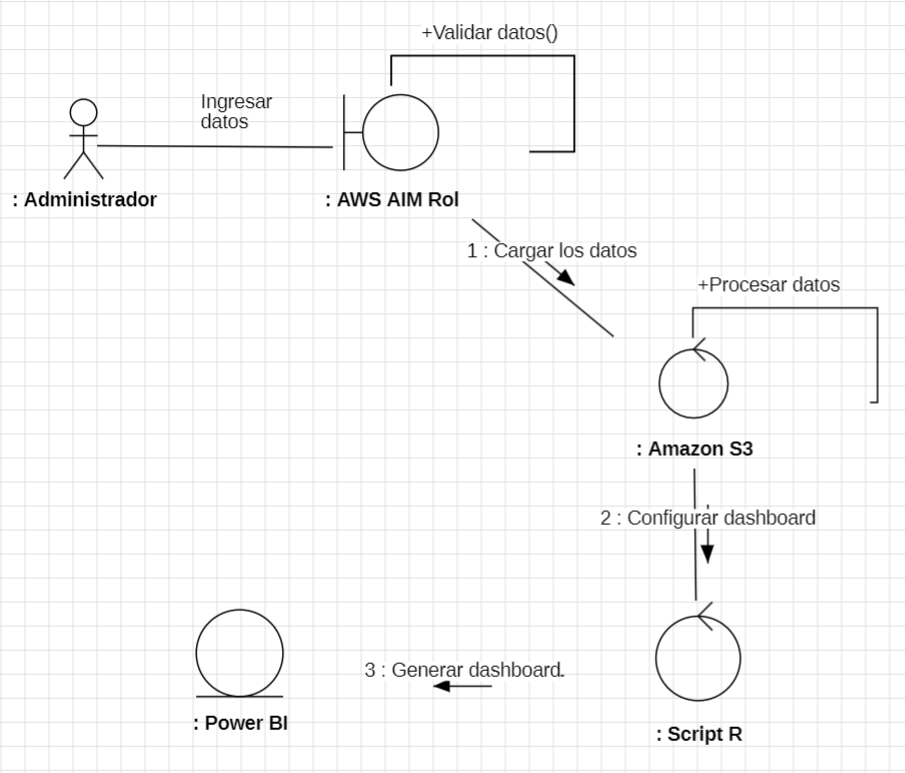 +Validar datos()
Ingresar
datos
: Administrador
: AWS AIM Rol
1 : Cargar los datos
+Procesar datos
: Amazon S3
2 : Configurar dashboard
3 : Generar dashboard.
: Power BI
: Script R